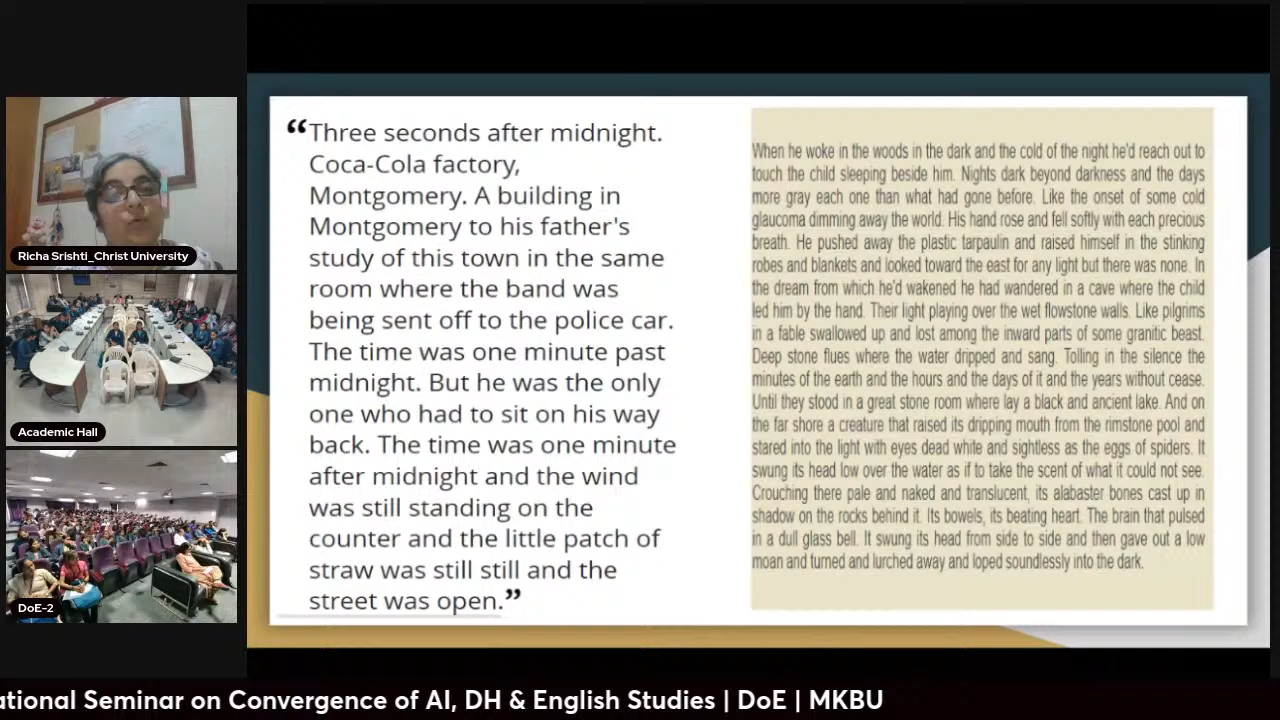 “Three seconds after midnight.
Coca-Cola factory,
Montgomery. A building in
Montgomery to his father's
study of this town in the same
room where the band was
being sent off to the police car.
The time was one minute past
midnight. But he was the only
one who had to sit on his way
back. The time was one minute
after midnight and the wind
was still standing on the
counter and the little patch of
straw was still still and the
street was open.”
When he woke in the woods in the dark and the cold of the night he'd reach out to
touch the child sleeping beside him. Nights dark beyond darkness and the days
more gray each one than what had gone before. Like the onset of some cold
glaucoma dimming away the world. His hand rose and fell softly with each precious
breath. He pushed away the plastic tarpaulin and raised himself in the stinking
robes and blankets and looked toward the east for any light but there was none. In
the dream from which he'd wakened he had wandered in a cave where the child
led him by the hand. Their light playing over the wet flowstone walls. Like pilgrims
in a fable swallowed up and lost among the inward parts of some granitic beast.
Deep stone flues where the water dripped and sang. Tolling in the silence the
minutes of the earth and the hours and the days of it and the years without cease.
Until they stood in a great stone room where lay a black and ancient lake. And on
the far shore a creature that raised its dripping mouth from the rimstone pool and
stared into the light with eyes dead white and sightless as the eggs of spiders. It
swung its head low over the water as if to take the scent of what it could not see.
Crouching there pale and naked and translucent, its alabaster bones cast up in
shadow on the rocks behind it. Its bowels, its beating heart. The brain that pulsed
in a dull glass bell. It swung its head from side to side and then gave out a low
moan and turned and lurched away and loped soundlessly into the dark.
Richa Srishti_Christ University
Academic Hall
DoE-2
ational Seminar on Convergence of AI, DH & English Studies | DoE | MKBU